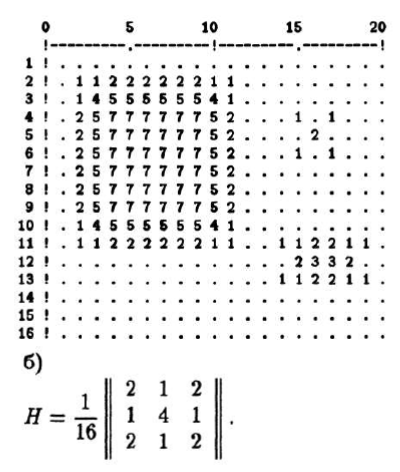 0 5 10 15 20
!---------.---------!---------.---------!
1 ! . . . . . . . . . . . . . . . . . . . .
2 ! . 1 1 2 2 2 2 2 2 1 1 . . . . . . . . .
3 ! . 1 4 5 5 5 5 5 5 4 1 . . . . . . . . .
4 ! . 2 5 7 7 7 7 7 7 5 2 . . . 1 . 1 . . .
5 ! . 2 5 7 7 7 7 7 7 5 2 . . . . 2 . . . .
6 ! . 2 5 7 7 7 7 7 7 5 2 . . . 1 . 1 . . .
7 ! . 2 5 7 7 7 7 7 7 5 2 . . . . . . . . .
8 ! . 2 5 7 7 7 7 7 7 5 2 . . . . . . . . .
9 ! . 2 5 7 7 7 7 7 7 5 2 . . . . . . . . .
10 ! . 1 4 5 5 5 5 5 5 4 1 . . . . . . . . .
11 ! . 1 1 2 2 2 2 2 2 1 1 . . 1 1 2 2 1 1 .
12 ! . . . . . . . . . . . . . . 2 3 3 2 . .
13 ! . . . . . . . . . . . . . 1 1 2 2 1 1 .
14 ! . . . . . . . . . . . . . . . . . . . .
15 ! . . . . . . . . . . . . . . . . . . . .
16 ! . . . . . . . . . . . . . . . . . . . .
б)
2 1 2
H = 1/16 ‖ 1 4 1 ‖ .
2 1 2